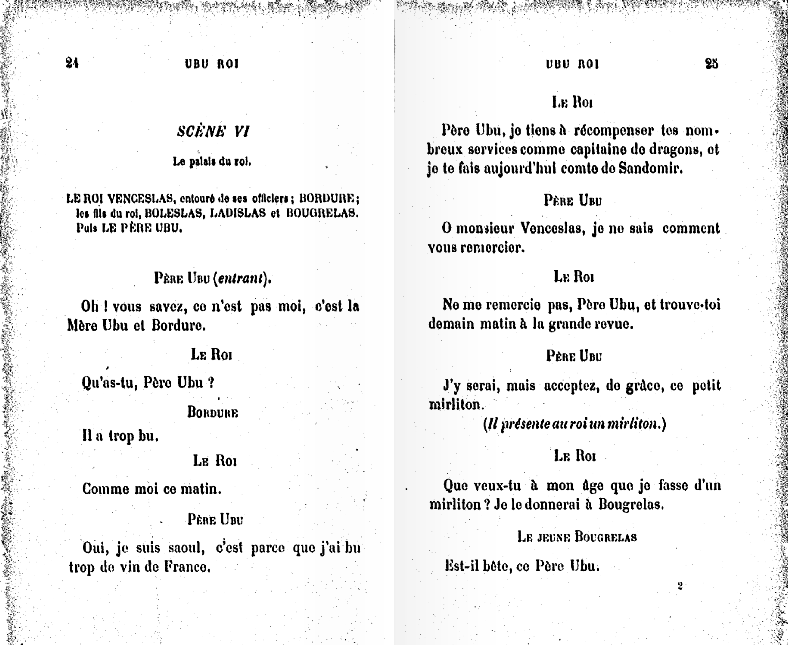 24 UBU ROI
SCÈNE VI
Le palais du roi.
LE ROI VENCESLAS, entouré de ses officiers ; BORDURE ;
les fils du roi, BOLESLAS, LADISLAS et BOUGRELAS.
Puis LE PÈRE UBU.
PÈRE UBU (entrant).
Oh ! vous savez, ce n'est pas moi, c'est la
Mère Ubu et Bordure.
LE ROI
Qu'as-tu, Père Ubu ?
BORDURE
Il a trop bu.
LE ROI
Comme moi ce matin.
PÈRE UBU
Oui, je suis saoul, c'est parce que j'ai bu
trop de vin de France.
UBU ROI 25
LE ROI
Père Ubu, je tiens à récompenser tes nom-
breux services comme capitaine de dragons, et
je te fais aujourd'hui comte de Sandomir.
PÈRE UBU
O monsieur Venceslas, je ne sais comment
vous remercier.
LE ROI
Ne me remercie pas, Père Ubu, et trouve-toi
demain matin à la grande revue.
PÈRE UBU
J'y serai, mais acceptez, de grâce, ce petit
mirliton.
(Il présente au roi un mirliton.)
LE ROI
Que veux-tu à mon âge que je fasse d'un
mirliton ? Je le donnerai à Bougrelas.
LE JEUNE BOUGRELAS
Est-il bête, ce Père Ubu.
2